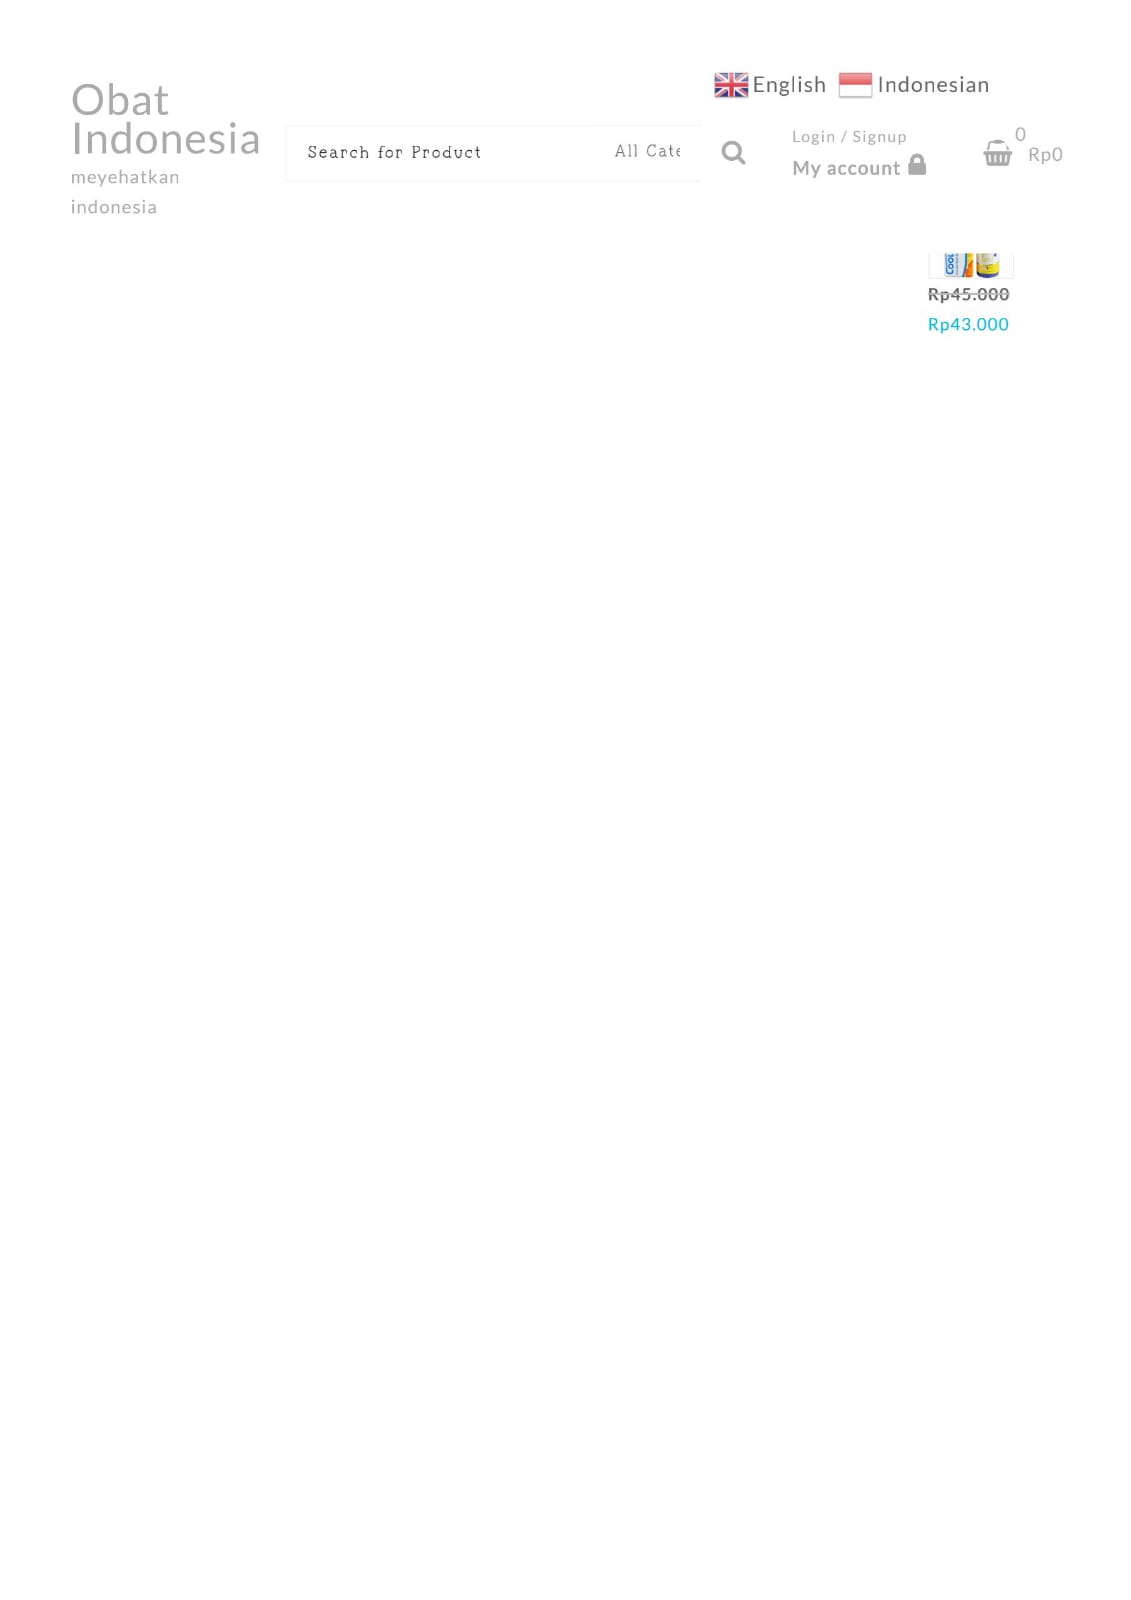 English Indonesian
Obat
Indonesia
meyehatkan
indonesia
Search for Product
All Cate
Login / Signup
My account
0
Rp0
COOL
Rp45.000
Rp43.000